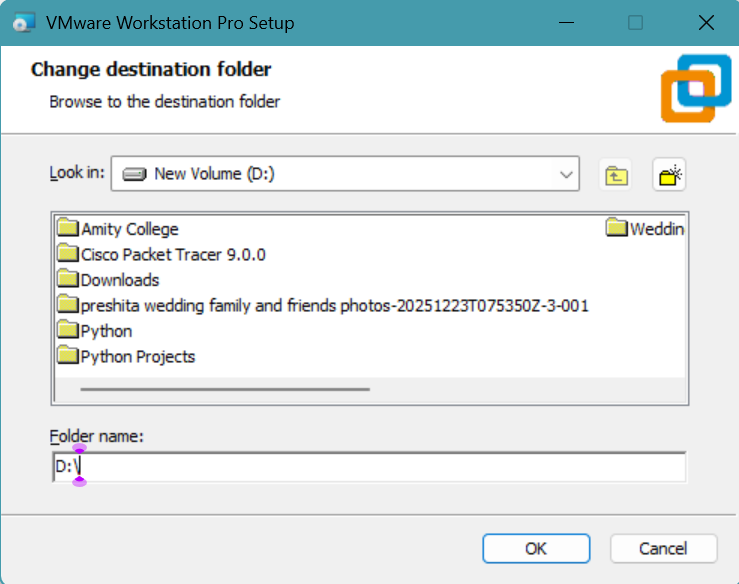 VMware Workstation Pro Setup
Change destination folder
Browse to the destination folder
Look in: New Volume (D:)
Amity College
Cisco Packet Tracer 9.0.0
Downloads
preshita wedding family and friends photos-20251223T075350Z-3-001
Python
Python Projects
Weddin
Folder name:
D:\
OK
Cancel